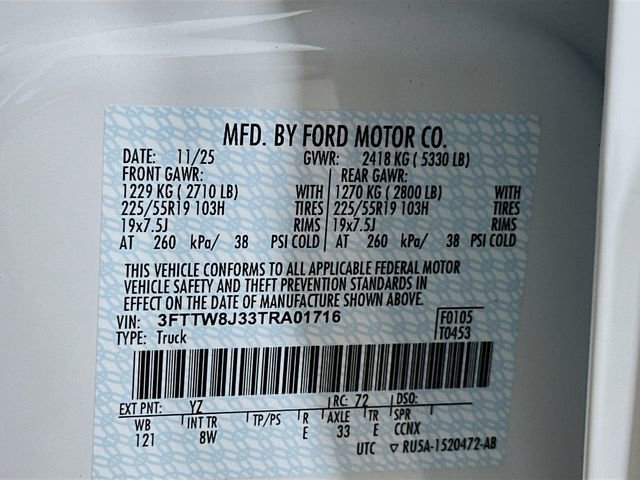 MFD. BY FORD MOTOR CO.
DATE: 11/25 GVWR: 2418 KG ( 5330 LB)
FRONT GAWR: REAR GAWR:
1229 KG ( 2710 LB) WITH 1270 KG ( 2800 LB) WITH
225/55R19 103H TIRES 225/55R19 103H TIRES
19x7.5J RIMS 19x7.5J RIMS
AT 260 kPa/ 38 PSI COLD AT 260 kPa/ 38 PSI COLD
THIS VEHICLE CONFORMS TO ALL APPLICABLE FEDERAL MOTOR
VEHICLE SAFETY AND THEFT PREVENTION STANDARDS IN
EFFECT ON THE DATE OF MANUFACTURE SHOWN ABOVE.
VIN: 3FTTW8J33TRA01716 F0105
TYPE: Truck T0453
EXT PNT: YZ RC: 72 DSO:
WB INT TR TP/PS R AXLE TR SPR
121 8W E 33 E CCNX
UTC ▽ RU5A-1520472-AB